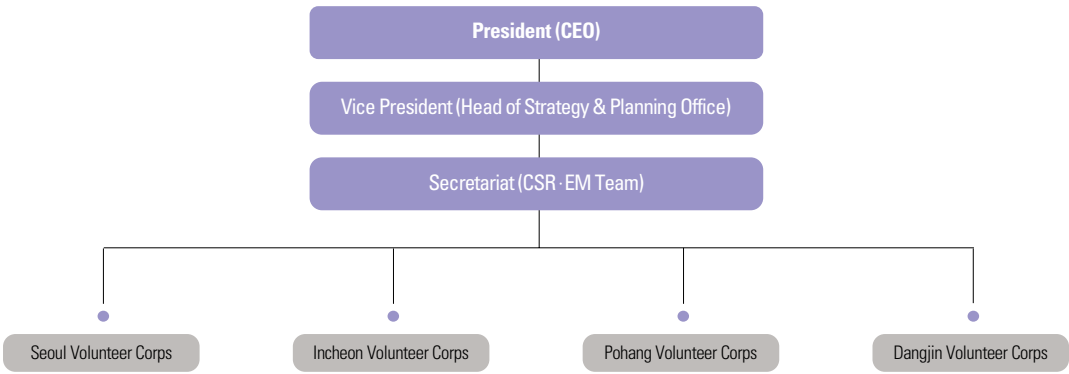 President (CEO)
Vice President (Head of Strategy & Planning Office)
Secretariat (CSR·EM Team)
Seoul Volunteer Corps
Incheon Volunteer Corps
Pohang Volunteer Corps
Dangjin Volunteer Corps